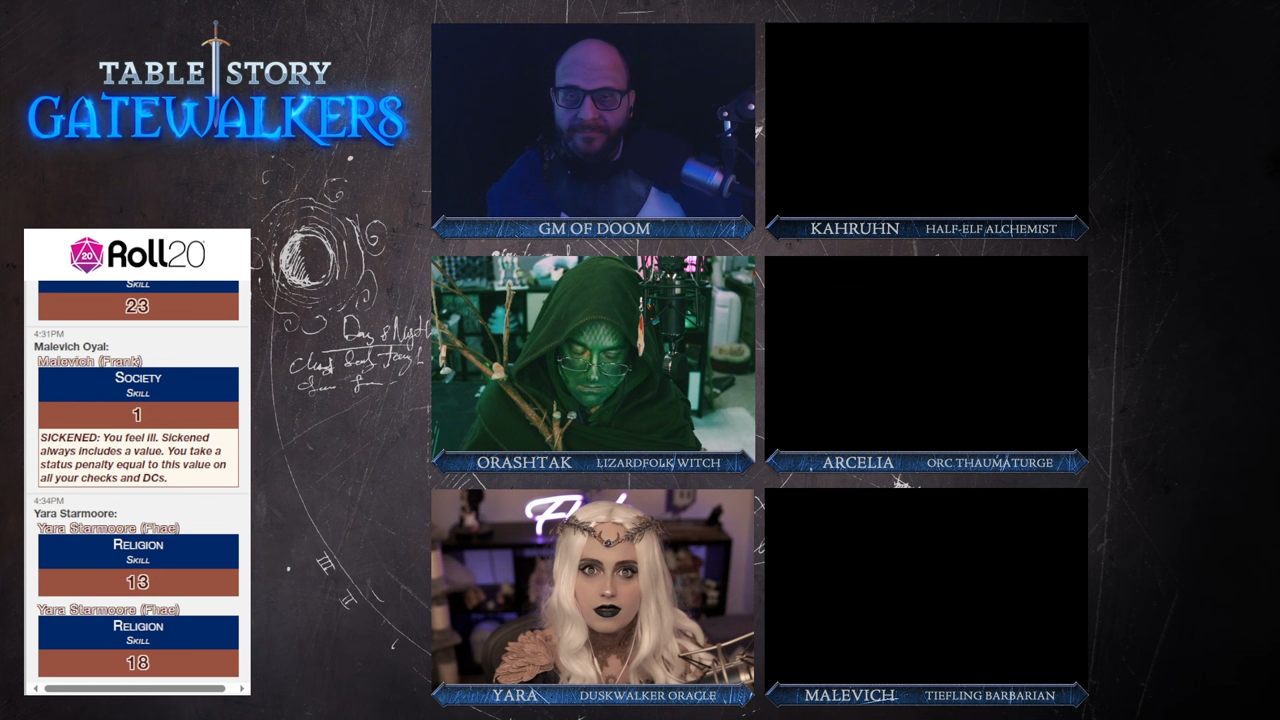 TABLE STORY
GATEWALKERS
20
Roll20
SKILL
23
4:31PM
Malevich Oyal:
Malevich (Frank)
SOCIETY
SKILL
1
SICKENED: You feel ill. Sickened
always includes a value. You take a
status penalty equal to this value on
all your checks and DCs.
4:34PM
Yara Starmoore:
Yara Starmoore (Fhae)
RELIGION
SKILL
13
Yara Starmoore (Fhae)
RELIGION
SKILL
18
Day & Night
GM OF DOOM
KAHRUHN HALF-ELF ALCHEMIST
ORASHTAK LIZARDFOLK WITCH
ARCELIA ORC THAUMATURGE
YARA DUSKWALKER ORACLE
MALEVICH TIEFLING BARBARIAN